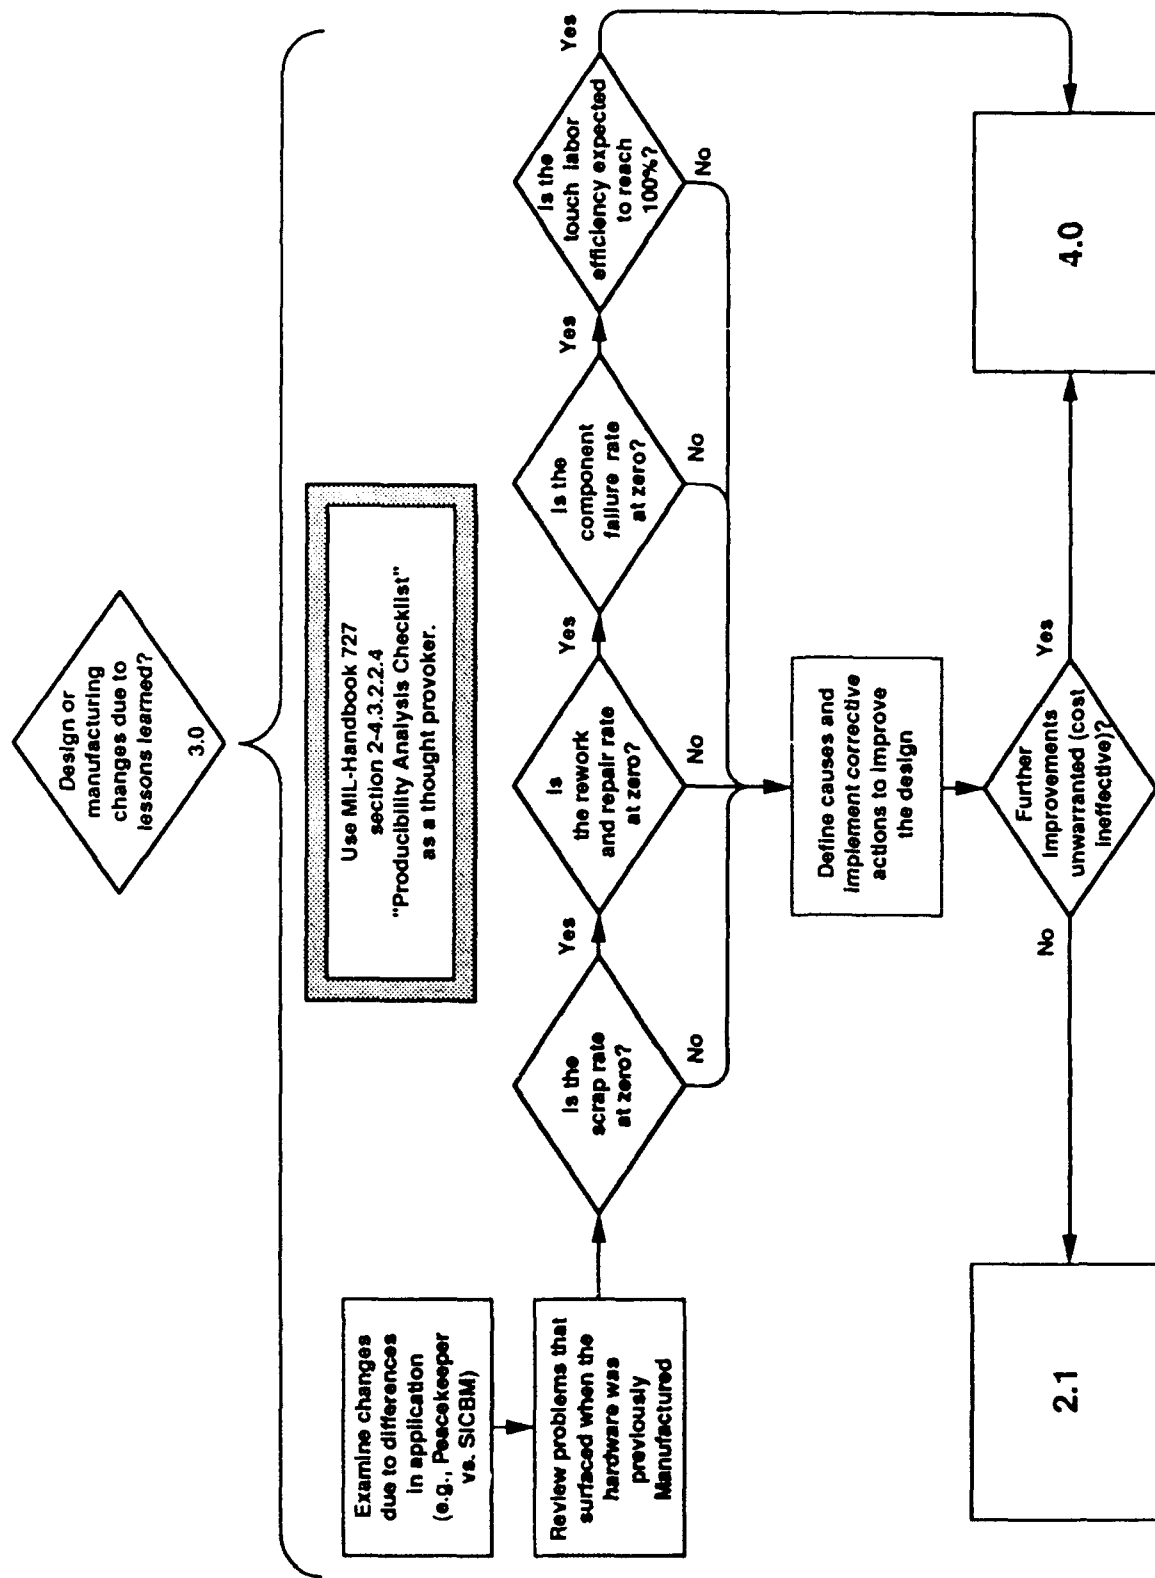 Design or
manufacturing
changes due to
lessons learned?
3.0
Use MIL-Handbook 727
section 2-4.3.2.2.4
"Producibility Analysis Checklist"
as a thought provoker.
Examine changes
due to differences
in application
(e.g., Peacekeeper
vs. SICBM)
Review problems that
surfaced when the
hardware was
previously
Manufactured
Is the
scrap rate
at zero?
Yes
No
Is
the rework
and repair rate
at zero?
Yes
No
Is the
component
failure rate
at zero?
Yes
No
Is the
touch labor
efficiency expected
to reach
100%?
Yes
No
Define causes and
implement corrective
actions to improve
the design
Further
improvements
unwarranted (cost
ineffective)?
No
Yes
2.1
4.0